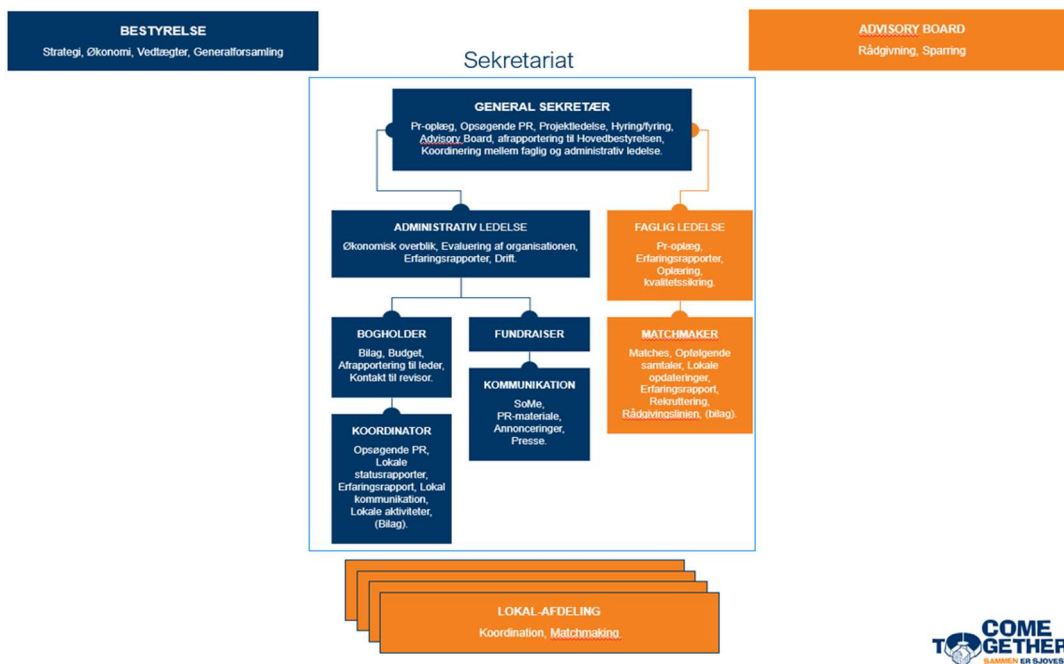 BESTYRELSE
Strategi, Økonomi, Vedtægter, Generalforsamling
ADVISORY BOARD
Rådgivning, Sparring
Sekretariat
GENERAL SEKRETÆR
Pr-oplæg, Opsøgende PR, Projektledelse, Hyring/fyring,
Advisory Board, afrapportering til Hovedbestyrelsen,
Koordinering mellem faglig og administrativ ledelse.
ADMINISTRATIV LEDELSE
Økonomisk overblik, Evaluering af organisationen,
Erfaringsrapporter, Drift.
FAGLIG LEDELSE
Pr-oplæg,
Erfaringsrapporter,
Oplæring,
kvalitetssikring.
BOGHOLDER
Bilag, Budget,
Afrapportering til leder,
Kontakt til revisor.
FUNDRAISER
MATCHMAKER
Matches, Opfølgende
samtaler, Lokale
opdateringer,
Erfaringsrapport,
Rekruttering,
Rådgivingslinien, (bilag).
KOMMUNIKATION
SoMe,
PR-materiale,
Annonceringer,
Presse.
KOORDINATOR
Opsøgende PR,
Lokale
statusrapporter,
Erfaringsrapport, Lokal
kommunikation,
Lokale aktiviteter,
(Bilag).
LOKAL-AFDELING
Koordination, Matchmaking.
COME
TOGETHER
SAMMEN ER SJOVES